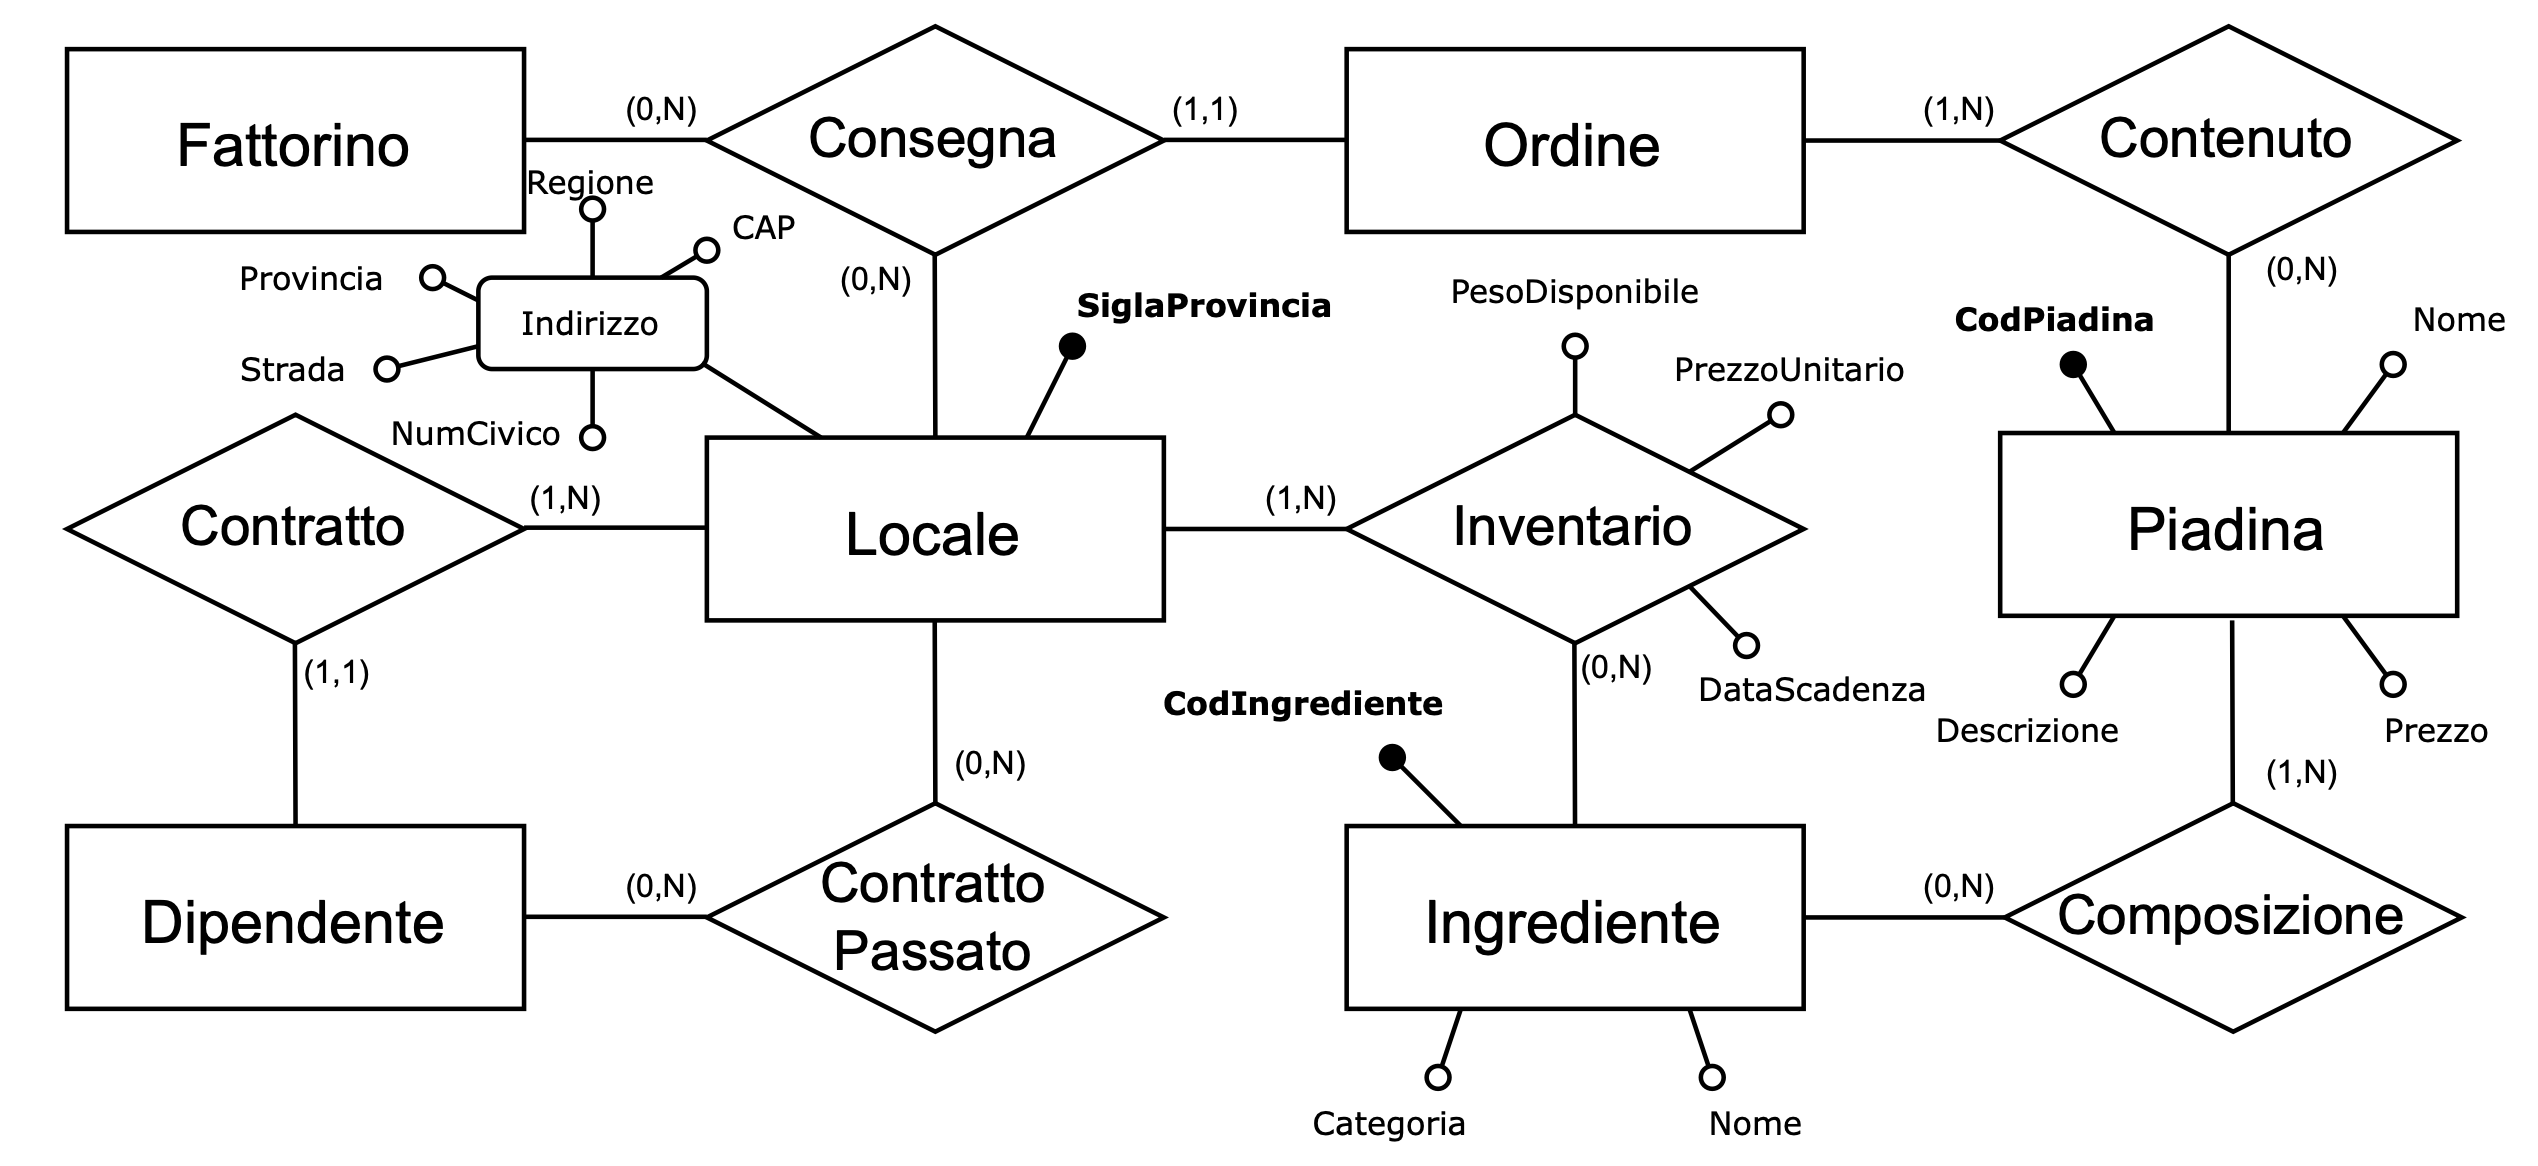 Fattorino
(0,N)
Consegna
(1,1)
Ordine
(1,N)
Contenuto
Regione
CAP
Provincia
Indirizzo
Strada
NumCivico
(0,N)
SiglaProvincia
PesoDisponibile
PrezzoUnitario
(0,N)
CodPiadina
Nome
Contratto
(1,N)
Locale
(1,N)
Inventario
Piadina
(1,1)
(0,N)
DataScadenza
Descrizione
Prezzo
CodIngrediente
(0,N)
(1,N)
Dipendente
(0,N)
Contratto
Passato
Ingrediente
(0,N)
Composizione
Categoria
Nome